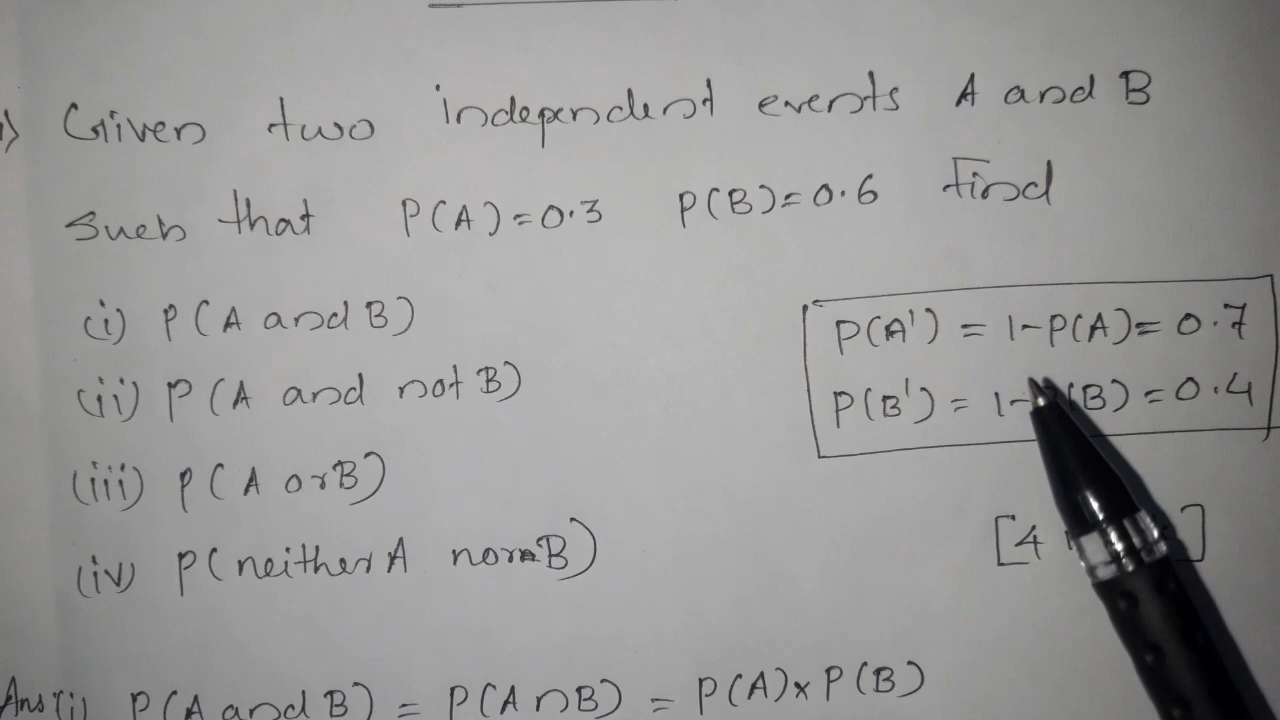 1) Given two independent events A and B
Such that P(A)=0.3 P(B)=0.6 Find
(i) P(A and B)
P(A') = 1-P(A)= 0.7
(ii) P(A and not B)
P(B') = 1-P(B) = 0.4
(iii) P(A or B)
(iv) P(neither A nor B)
[4 ]
Ans (i) P(A and B) = P(A∩B) = P(A)×P(B)